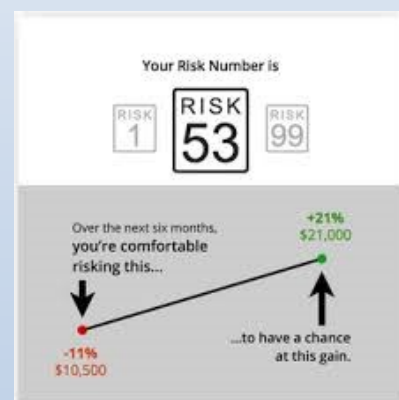 Your Risk Number is
RISK
1
RISK
53
RISK
99
Over the next six months,
you're comfortable
risking this...
+21%
$21,000
-11%
$10,500
...to have a chance
at this gain.